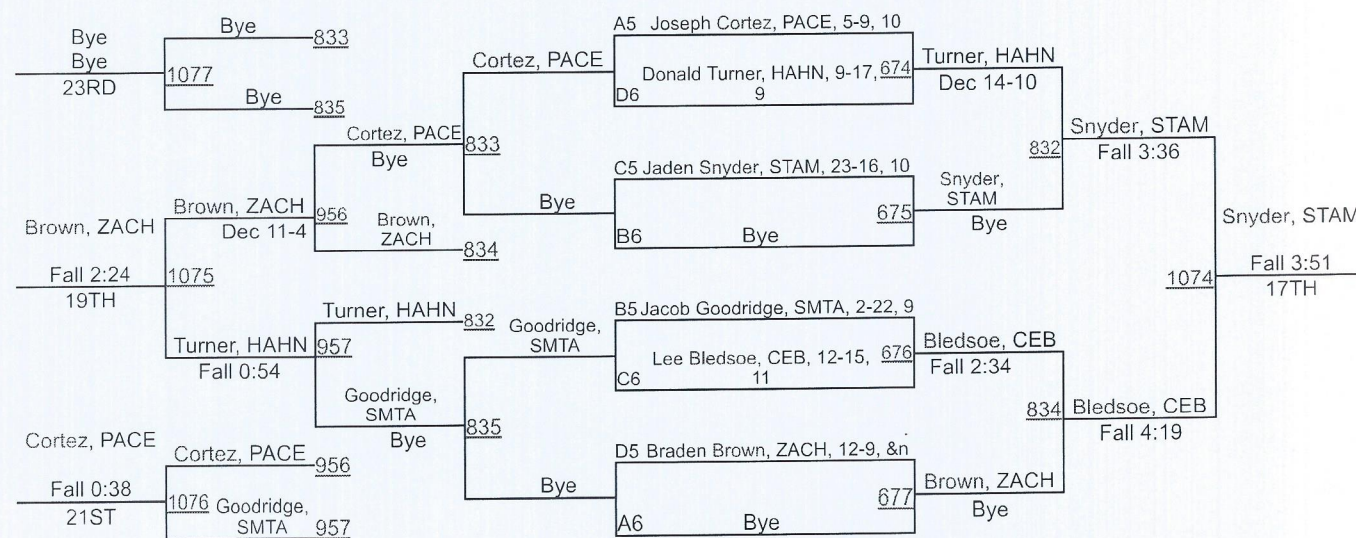 Bye
Bye
23RD
1077
Bye
833
Bye
835
Brown, ZACH
Fall 2:24
19TH
1075
Brown, ZACH
Dec 11-4
956
Cortez, PACE
Bye
833
Brown,
ZACH
834
Turner, HAHN
Fall 0:54
957
Turner, HAHN
832
Goodridge,
SMTA
Bye
835
Cortez, PACE
Fall 0:38
21ST
1076
Cortez, PACE
956
Goodridge,
SMTA
957
Cortez, PACE
Bye
Goodridge,
SMTA
Bye
A5 Joseph Cortez, PACE, 5-9, 10
Donald Turner, HAHN, 9-17,
D6 9
674
C5 Jaden Snyder, STAM, 23-16, 10
675
B6 Bye
B5 Jacob Goodridge, SMTA, 2-22, 9
Lee Bledsoe, CEB, 12-15,
C6 11
676
D5 Braden Brown, ZACH, 12-9, &n
677
A6 Bye
Turner, HAHN
Dec 14-10
832
Snyder,
STAM
Bye
Bledsoe, CEB
Fall 2:34
834
Brown, ZACH
Bye
Snyder, STAM
Fall 3:36
1074
Bledsoe, CEB
Fall 4:19
Snyder, STAM
Fall 3:51
17TH